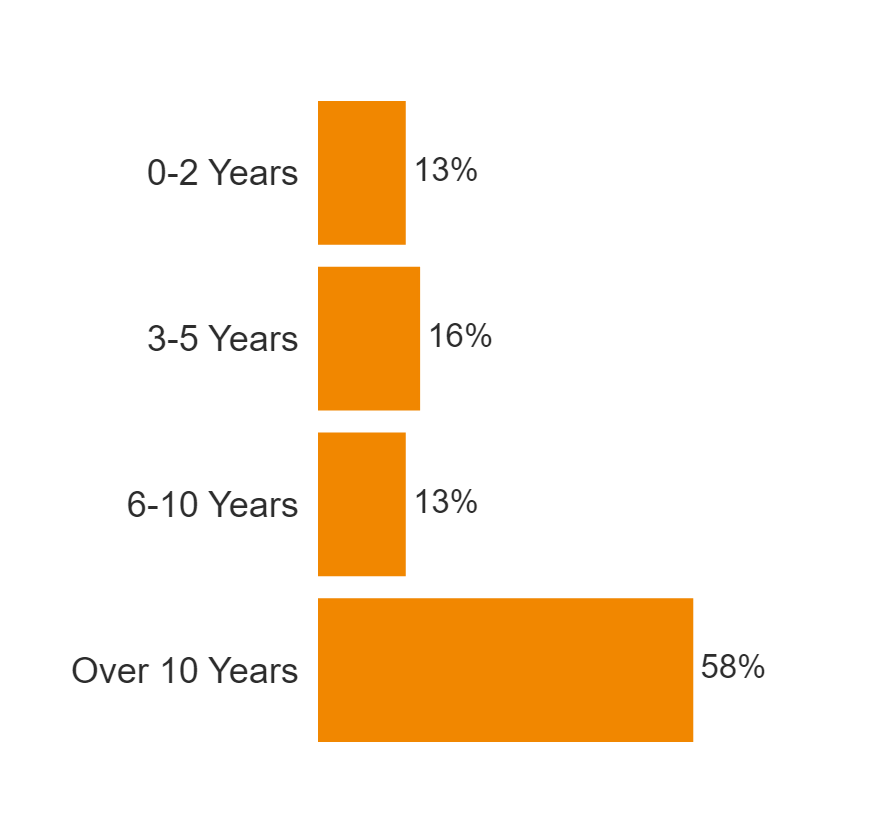 0-2 Years 13%
3-5 Years 16%
6-10 Years 13%
Over 10 Years 58%